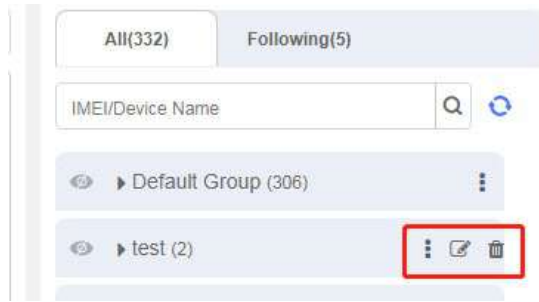 All(332) Following(5)
IMEI/Device Name
Default Group (306)
test (2)